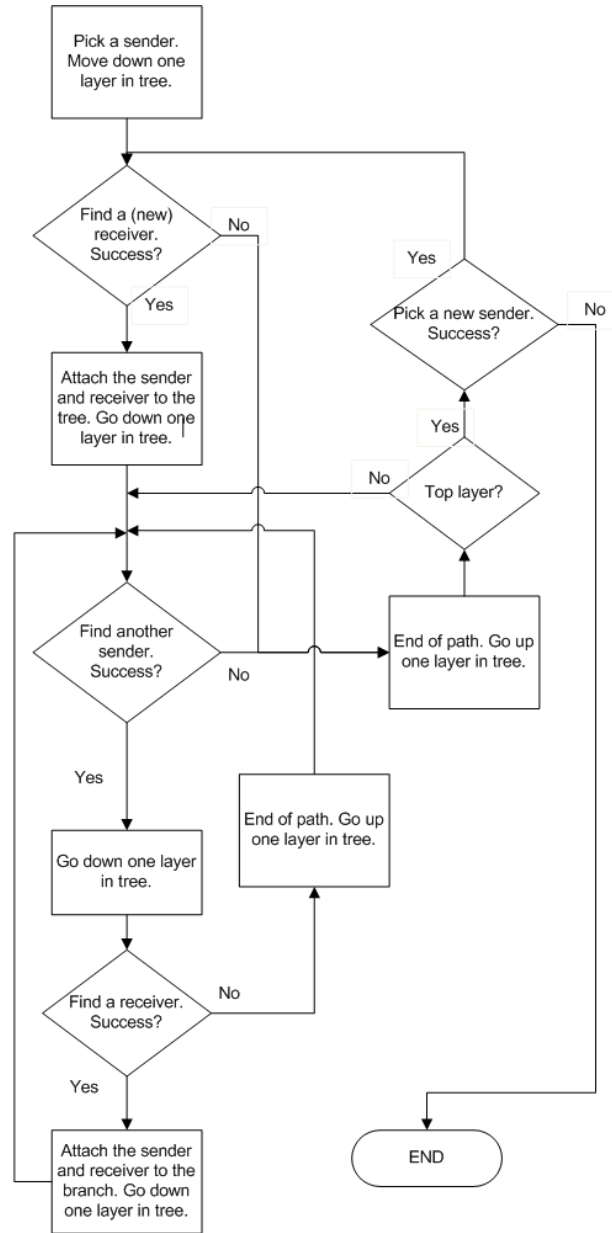 Pick a sender.
Move down one
layer in tree.
Find a (new)
receiver.
Success?
No
Yes
Attach the sender
and receiver to the
tree. Go down one
layer in tree.
Yes
Pick a new sender.
Success?
No
Yes
No
Top layer?
Find another
sender.
Success?
No
End of path. Go up
one layer in tree.
Yes
End of path. Go up
one layer in tree.
Go down one layer
in tree.
Find a receiver.
Success?
No
Yes
Attach the sender
and receiver to the
branch. Go down
one layer in tree.
END